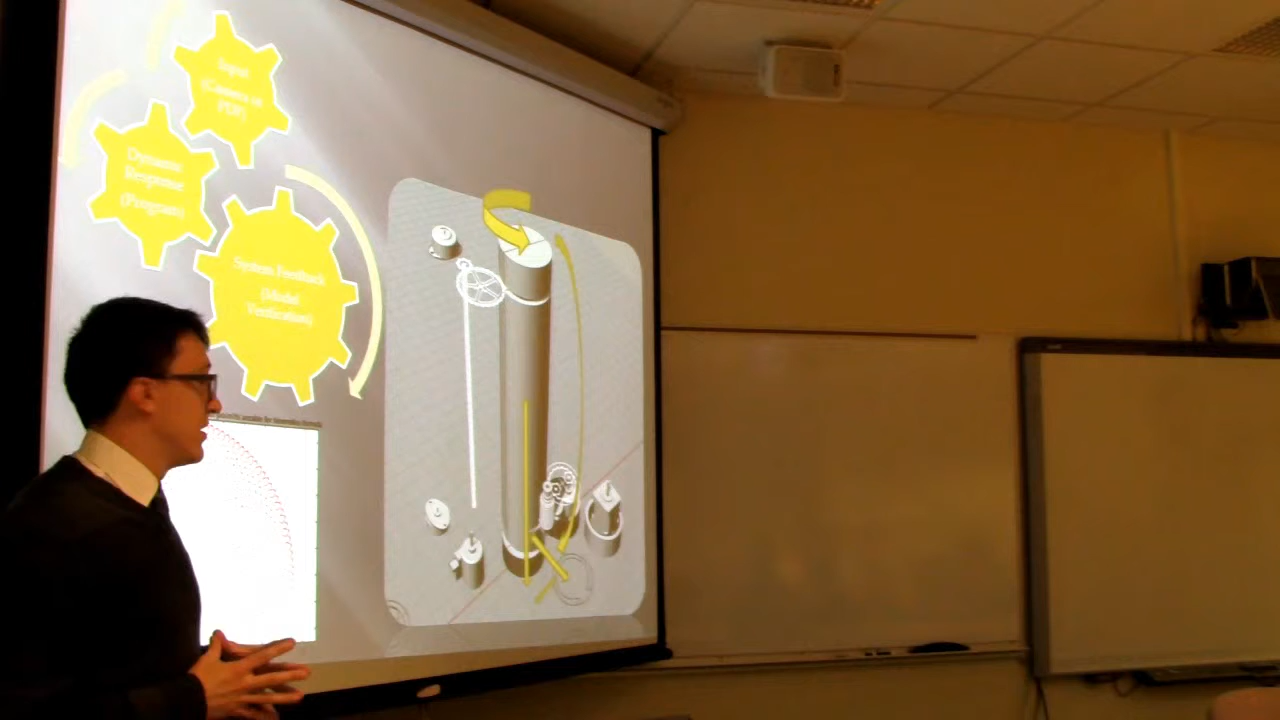 Input
(Camera or
PDF)
Dynamic
Response
(Program)
System Feedback
(Model
Verification)